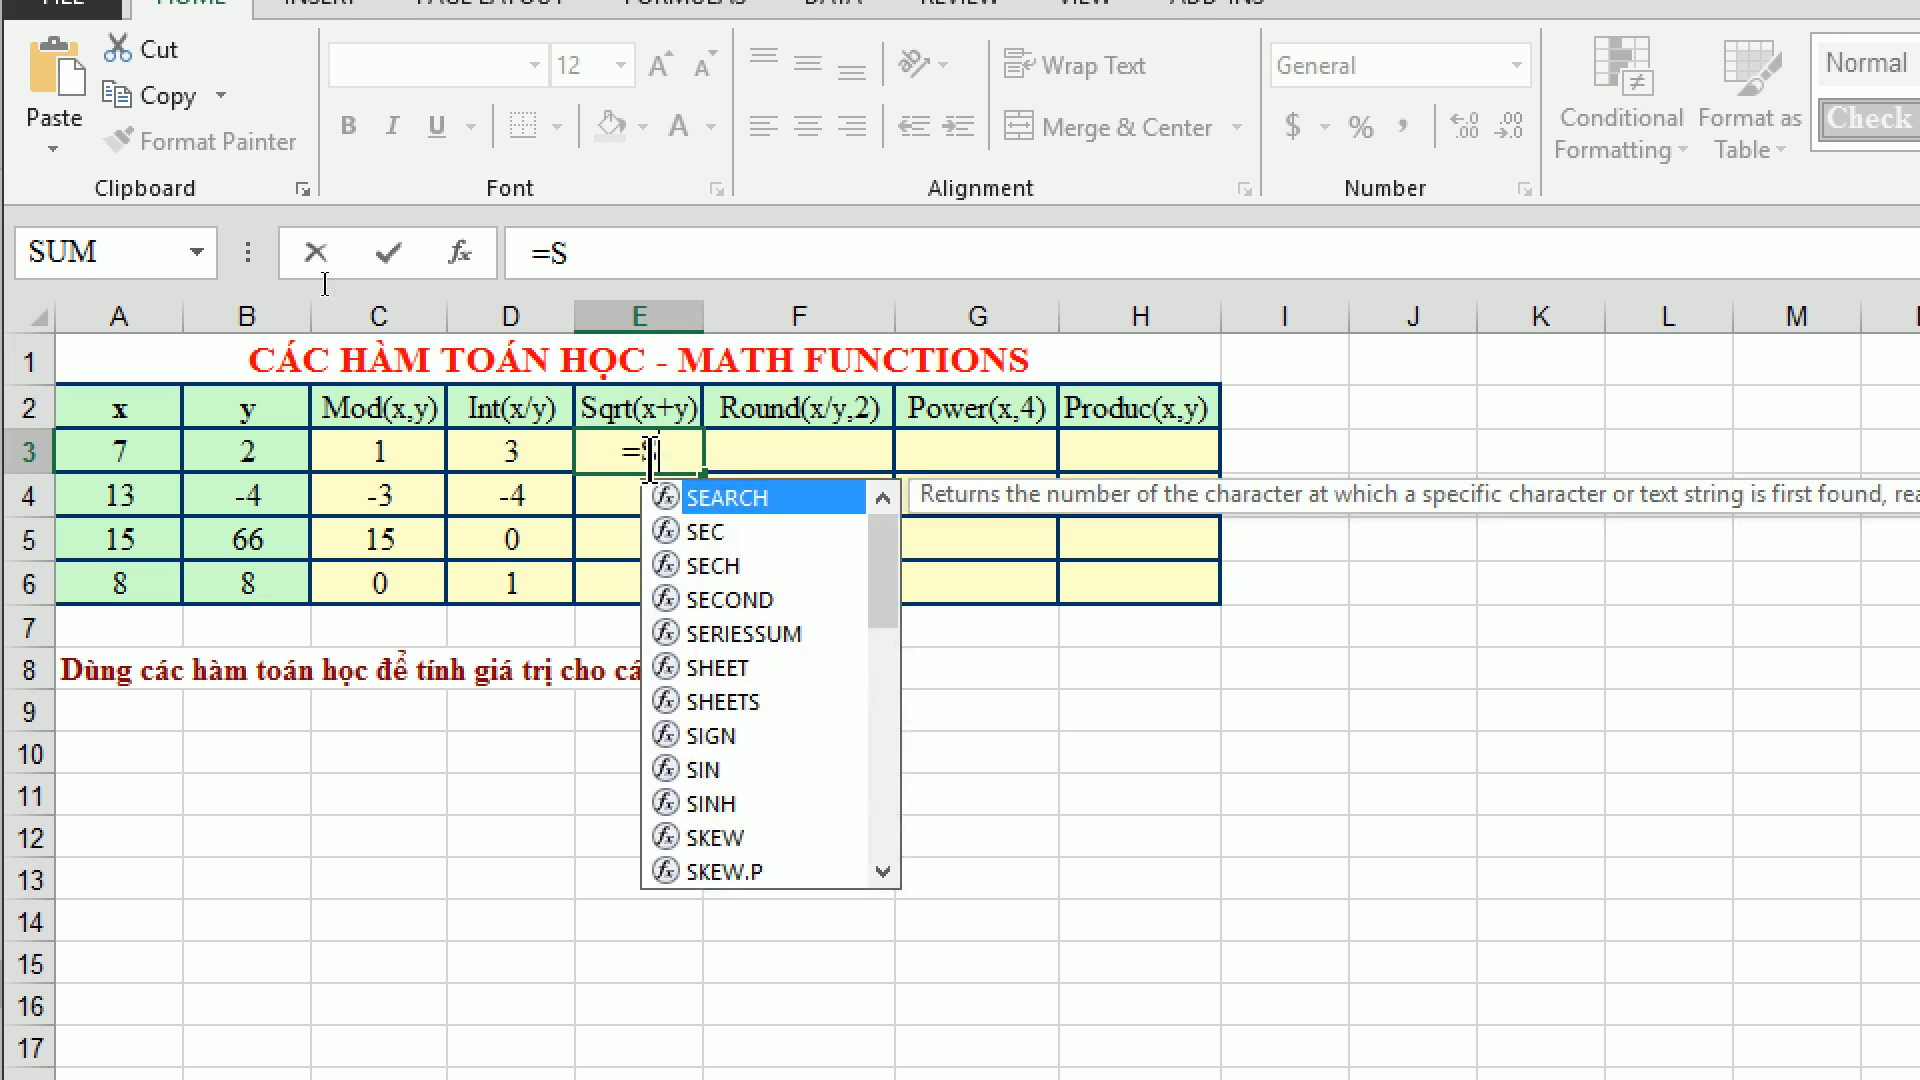 FILE HOME INSERT PAGE LAYOUT FORMULAS DATA REVIEW VIEW ADD-INS
Paste
Cut
Copy
Format Painter
Clipboard
12
A A
B I U A
Font
Wrap Text
Merge & Center
Alignment
General
$ % ,
.00 .00
Number
Conditional
Formatting
Format as
Table
Normal
Check
SUM
fx
=S
A B C D E F G H I J K L M
1 CÁC HÀM TOÁN HỌC - MATH FUNCTIONS
2 x y Mod(x,y) Int(x/y) Sqrt(x+y) Round(x/y,2) Power(x,4) Produc(x,y)
3 7 2 1 3 =S
4 13 -4 -3 -4
5 15 66 15 0
6 8 8 0 1
7
8 Dùng các hàm toán học để tính giá trị cho
9
10
11
12
13
14
15
16
17
SEARCH
SEC
SECH
SECOND
SERIESSUM
SHEET
SHEETS
SIGN
SIN
SINH
SKEW
SKEW.P
Returns the number of the character at which a specific character or text string is first found,